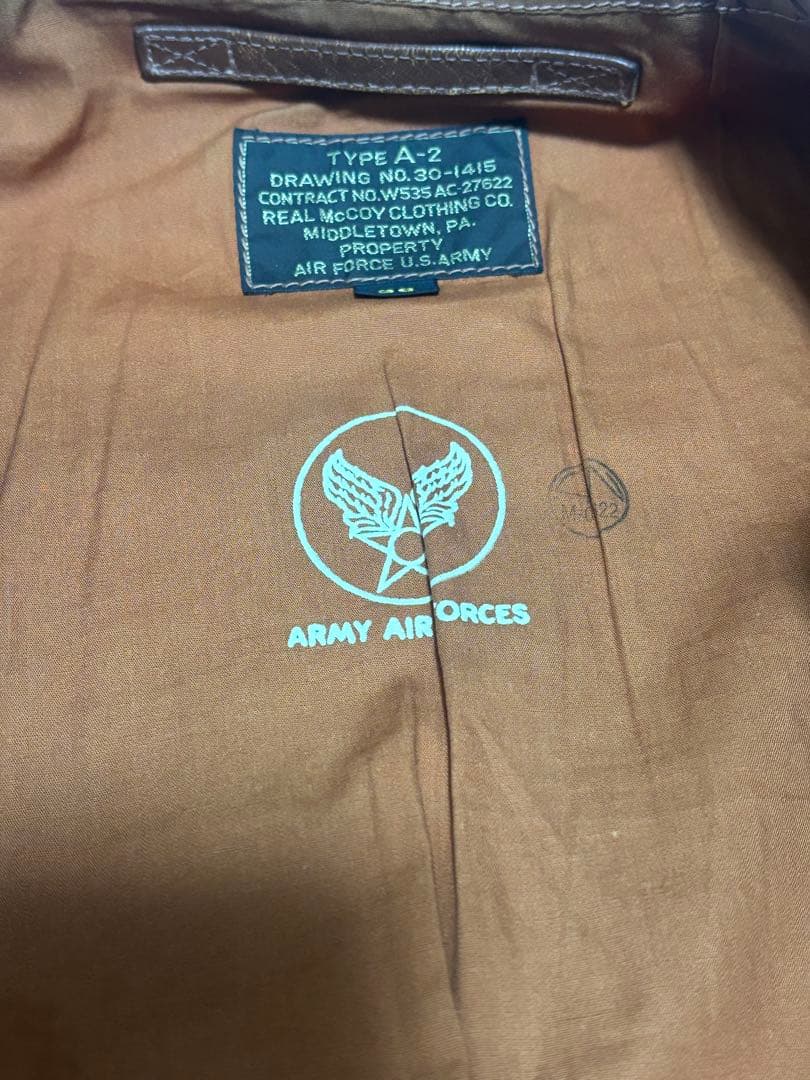 TYPE A-2
DRAWING NO.30-1415
CONTRACT NO.W535 AC-27622
REAL McCOY CLOTHING CO.
MIDDLETOWN, PA.
PROPERTY
AIR FORCE U.S.ARMY
ARMY AIR FORCES